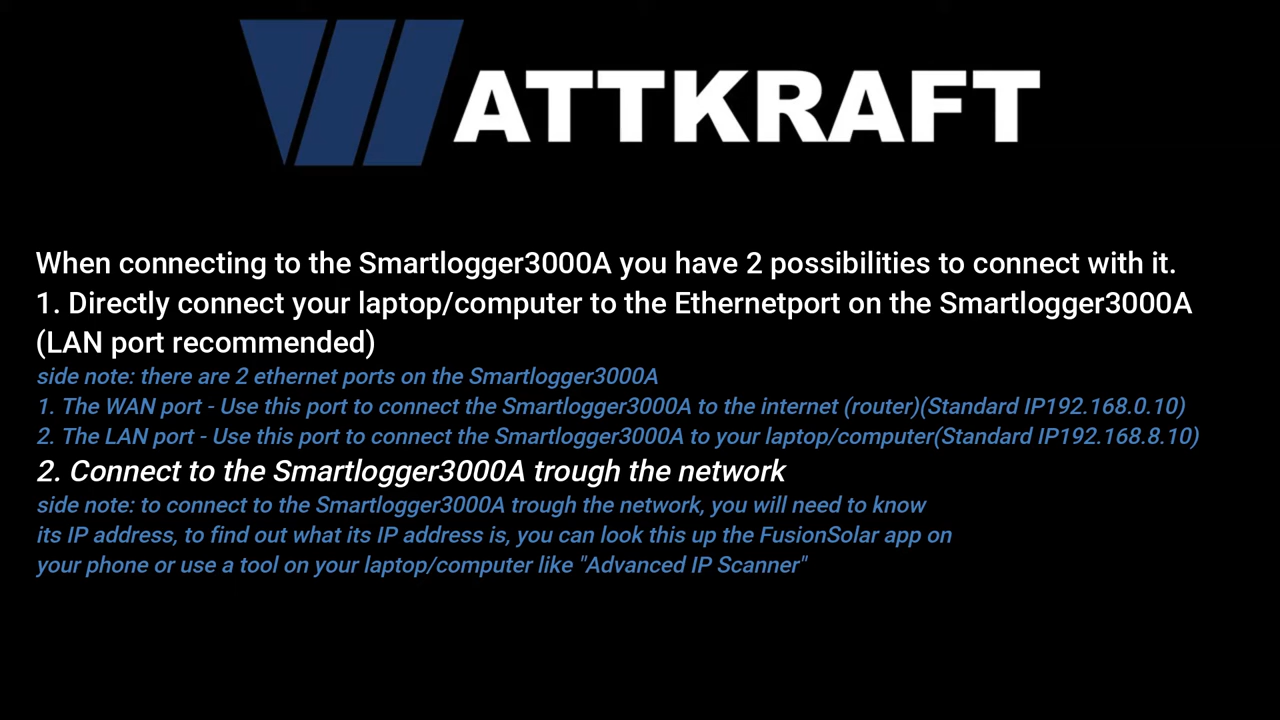 WATTKRAFT
When connecting to the Smartlogger3000A you have 2 possibilities to connect with it.
1. Directly connect your laptop/computer to the Ethernetport on the Smartlogger3000A
(LAN port recommended)
side note: there are 2 ethernet ports on the Smartlogger3000A
1. The WAN port - Use this port to connect the Smartlogger3000A to the internet (router)(Standard IP192.168.0.10)
2. The LAN port - Use this port to connect the Smartlogger3000A to your laptop/computer(Standard IP192.168.8.10)
2. Connect to the Smartlogger3000A trough the network
side note: to connect to the Smartlogger3000A trough the network, you will need to know
its IP address, to find out what its IP address is, you can look this up the FusionSolar app on
your phone or use a tool on your laptop/computer like "Advanced IP Scanner"